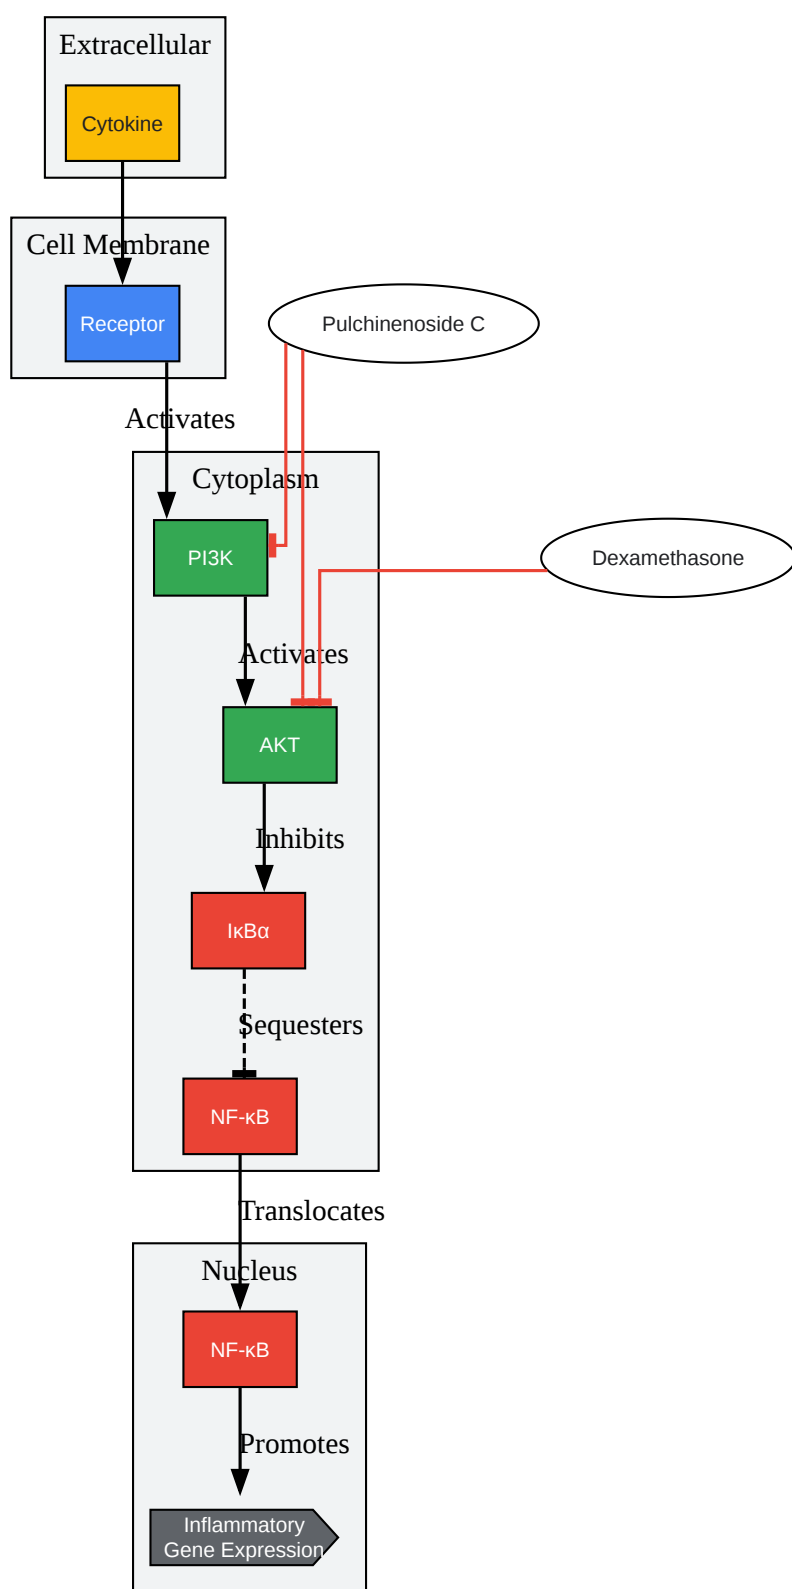 Extracellular
Cytokine
Cell Membrane
Receptor
Pulchinenoside C
Activates
Cytoplasm
PI3K
Dexamethasone
Activates
AKT
Inhibits
IκBα
Sequesters
NF-κB
Translocates
Nucleus
NF-κB
Promotes
Inflammatory
Gene Expression